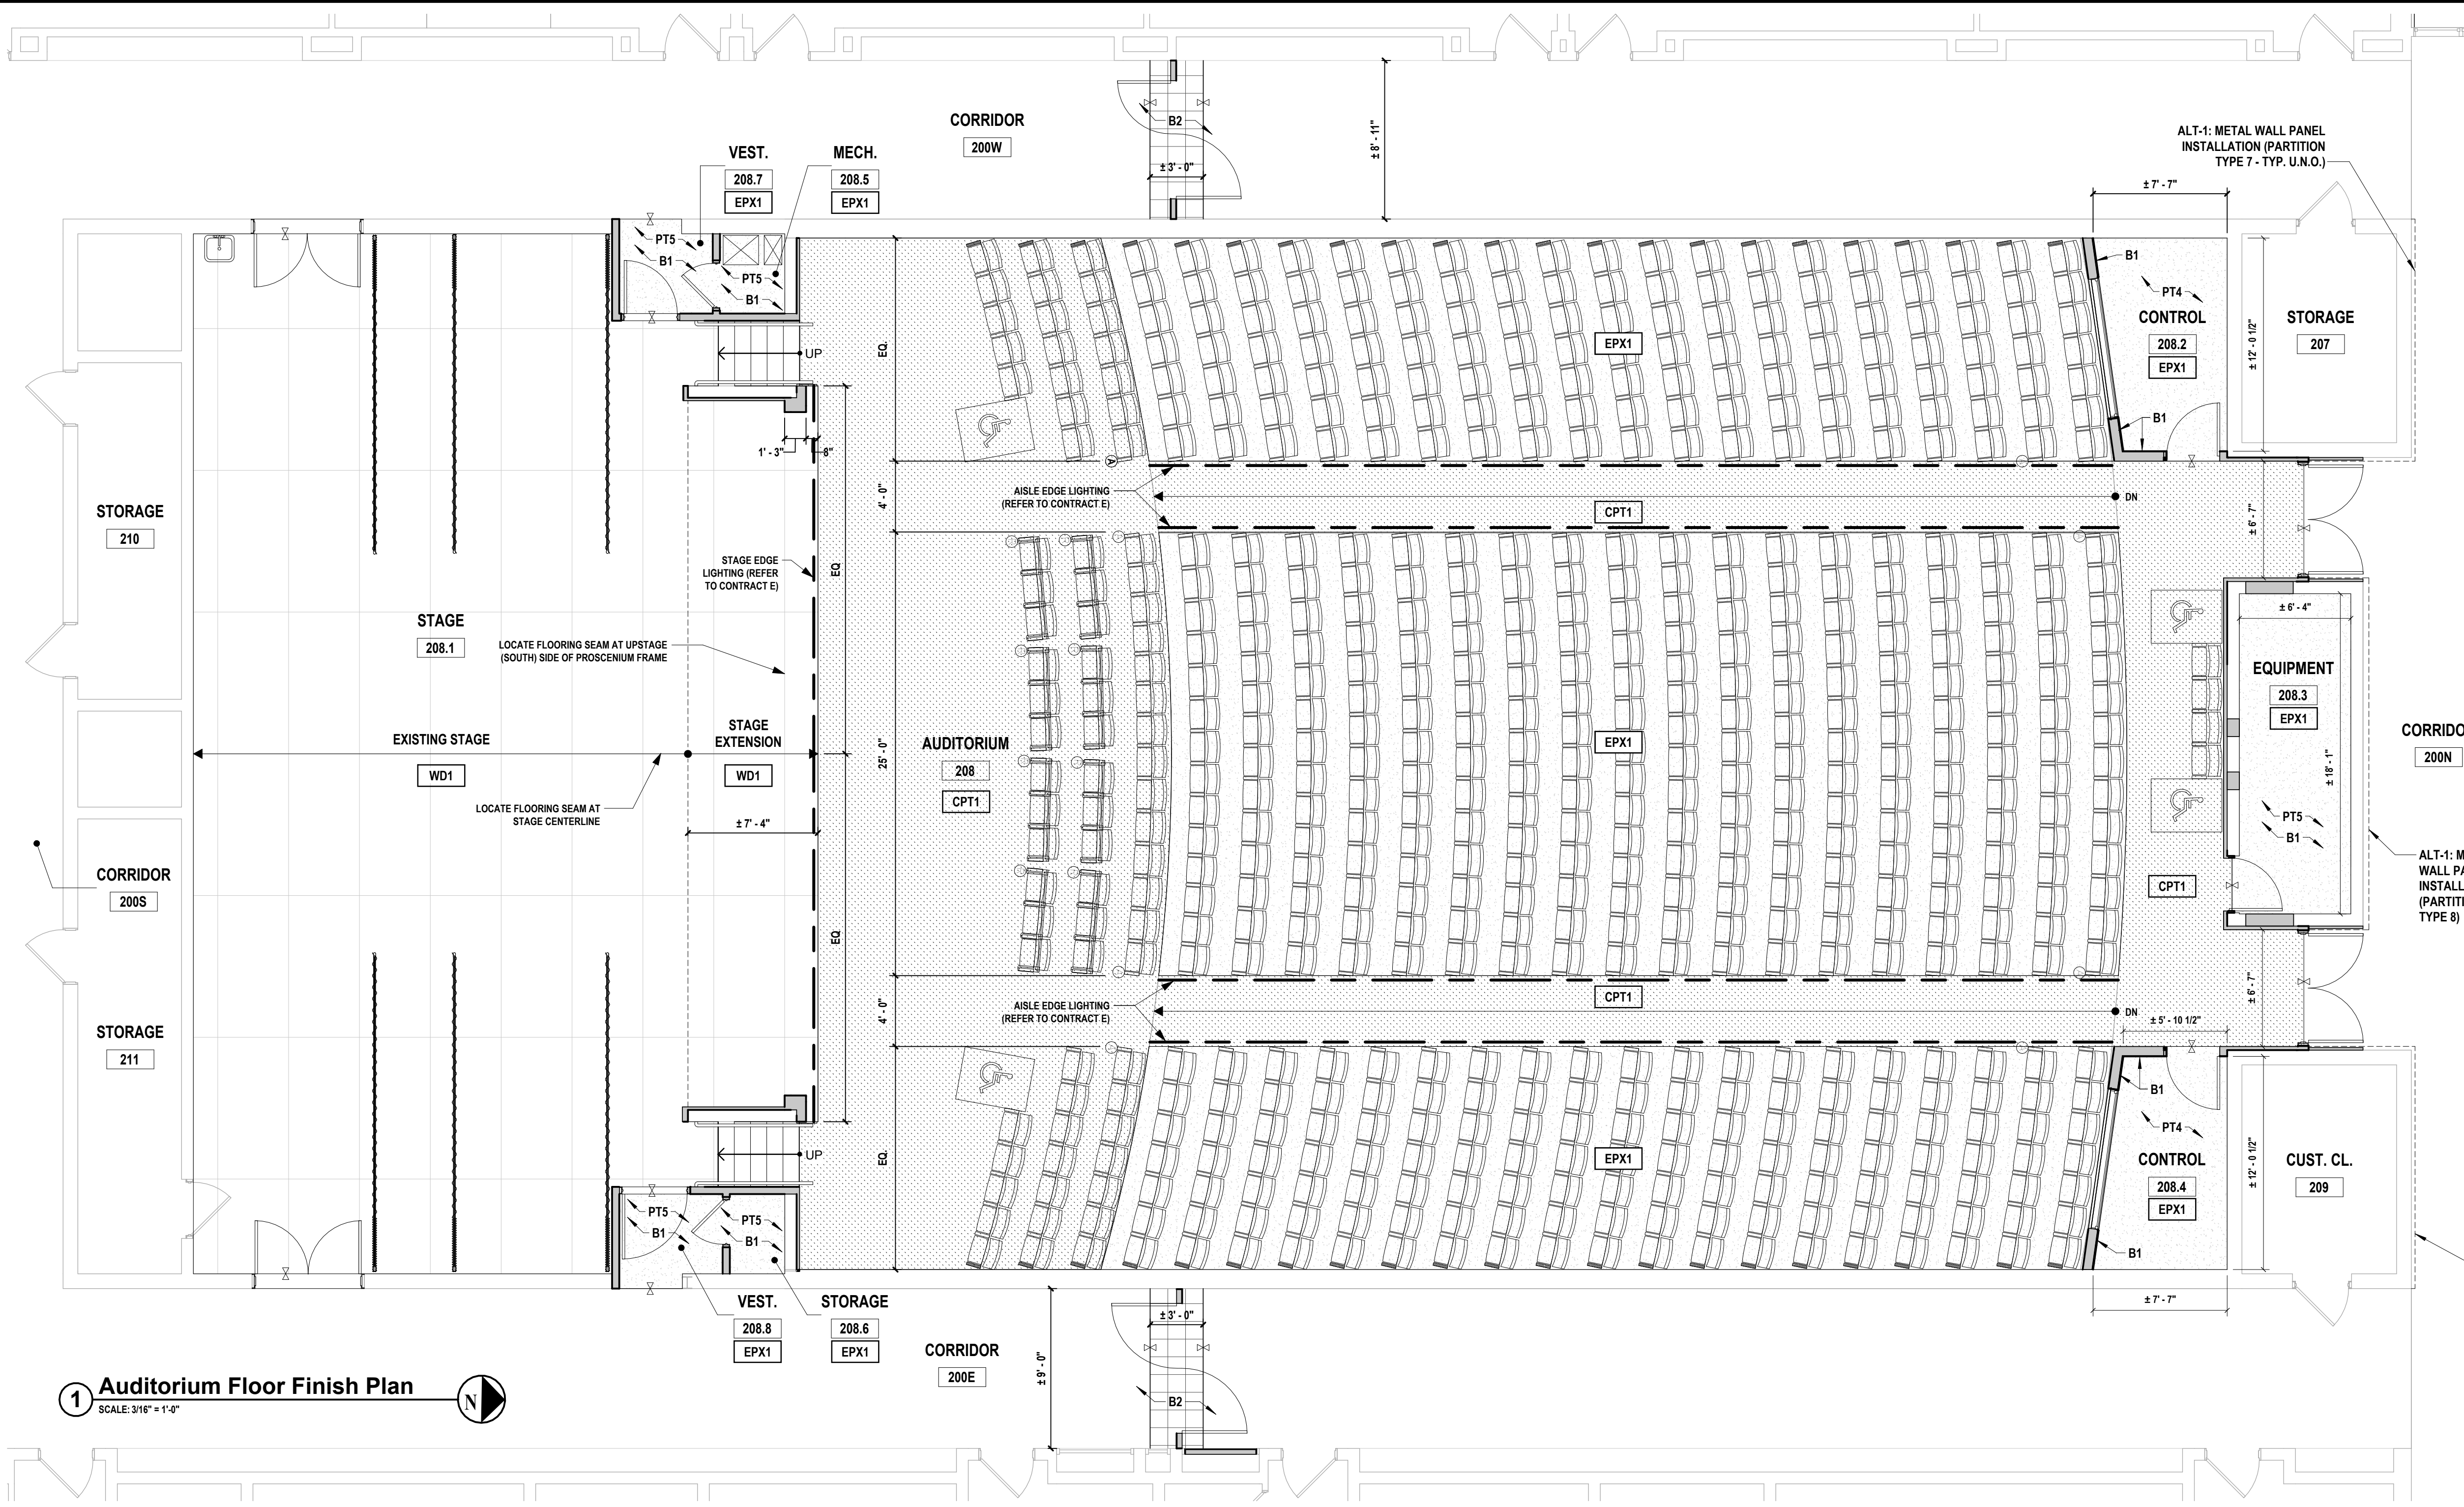 CORRIDOR
200W
B2
± 3' - 0"
± 8' - 11"
ALT-1: METAL WALL PANEL
INSTALLATION (PARTITION
TYPE 7 - TYP. U.N.O.)
± 7' - 7"
VEST.
208.7
EPX1
MECH.
208.5
EPX1
PT5
B1
PT5
B1
UP
EQ.
1' - 3"
8"
A
EPX1
B1
PT4
CONTROL
208.2
EPX1
B1
± 12' - 0 1/2"
STORAGE
207
4' - 0"
AISLE EDGE LIGHTING
(REFER TO CONTRACT E)
CPT1
DN
± 6' - 7"
STORAGE
210
STAGE EDGE
LIGHTING (REFER
TO CONTRACT E)
EQ
STAGE
208.1
LOCATE FLOORING SEAM AT UPSTAGE
(SOUTH) SIDE OF PROSCENIUM FRAME
± 6' - 4"
EQUIPMENT
208.3
EPX1
± 18' - 1"
PT5
B1
CORRIDO
200N
EXISTING STAGE
WD1
STAGE
EXTENSION
WD1
LOCATE FLOORING SEAM AT
STAGE CENTERLINE
± 7' - 4"
25' - 0"
AUDITORIUM
208
CPT1
EPX1
CPT1
ALT-1: M
WALL PA
INSTALL
(PARTITI
TYPE 8)
CORRIDOR
200S
STORAGE
211
EQ
4' - 0"
AISLE EDGE LIGHTING
(REFER TO CONTRACT E)
CPT1
DN
± 6' - 7"
± 5' - 10 1/2"
UP
EQ.
EPX1
B1
PT4
CONTROL
208.4
EPX1
B1
± 12' - 0 1/2"
CUST. CL.
209
± 7' - 7"
PT5
B1
PT5
B1
VEST.
208.8
EPX1
STORAGE
208.6
EPX1
CORRIDOR
200E
± 9' - 0"
± 3' - 0"
B2
1
Auditorium Floor Finish Plan
SCALE: 3/16" = 1'-0"
N